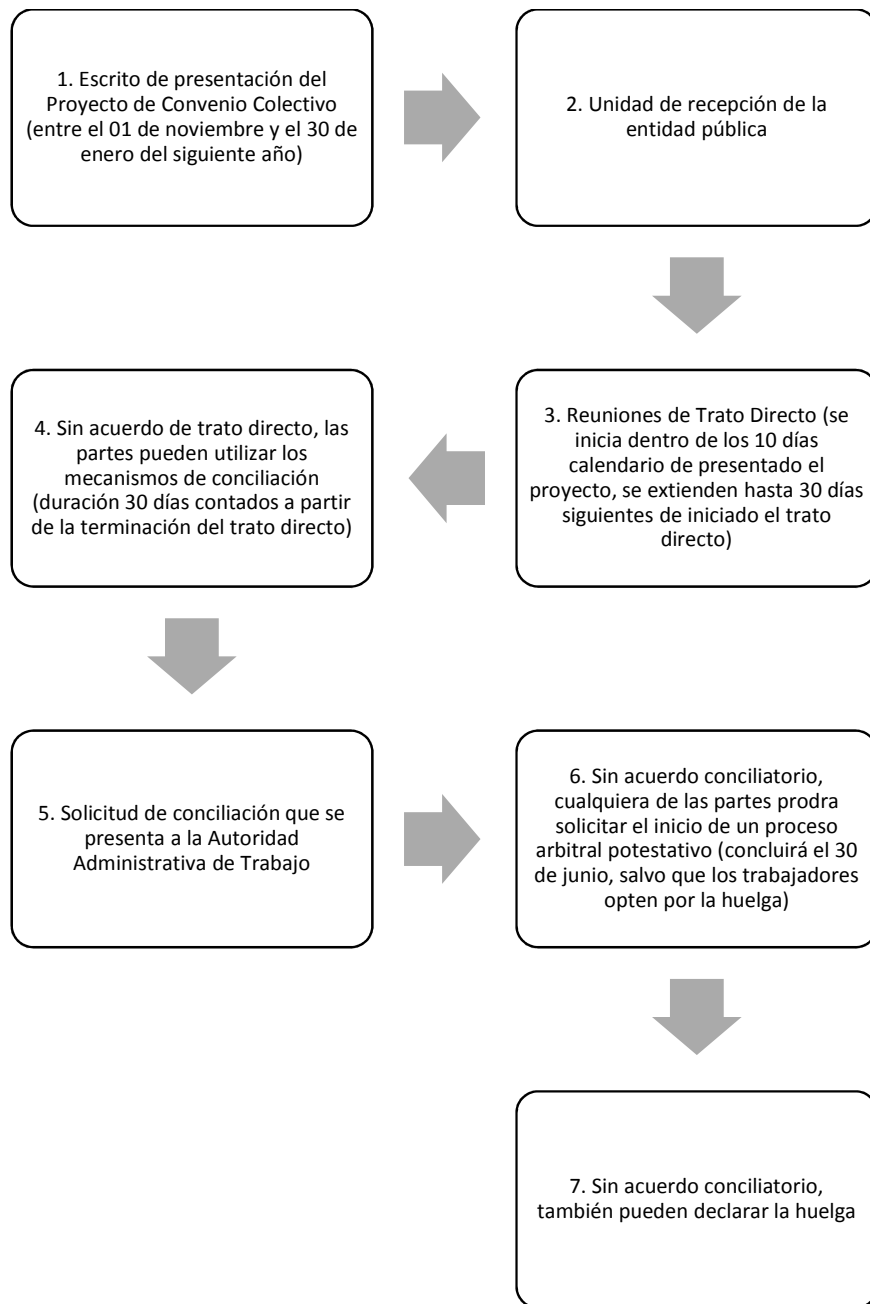 1. Escrito de presentación del
Proyecto de Convenio Colectivo
(entre el 01 de noviembre y el 30 de
enero del siguiente año)
2. Unidad de recepción de la
entidad pública
3. Reuniones de Trato Directo (se
inicia dentro de los 10 días
calendario de presentado el
proyecto, se extienden hasta 30 días
siguientes de iniciado el trato
directo)
4. Sin acuerdo de trato directo, las
partes pueden utilizar los
mecanismos de conciliación
(duración 30 días contados a partir
de la terminación del trato directo)
5. Solicitud de conciliación que se
presenta a la Autoridad
Administrativa de Trabajo
6. Sin acuerdo conciliatorio,
cualquiera de las partes prodra
solicitar el inicio de un proceso
arbitral potestativo (concluirá el 30
de junio, salvo que los trabajadores
opten por la huelga)
7. Sin acuerdo conciliatorio,
también pueden declarar la huelga